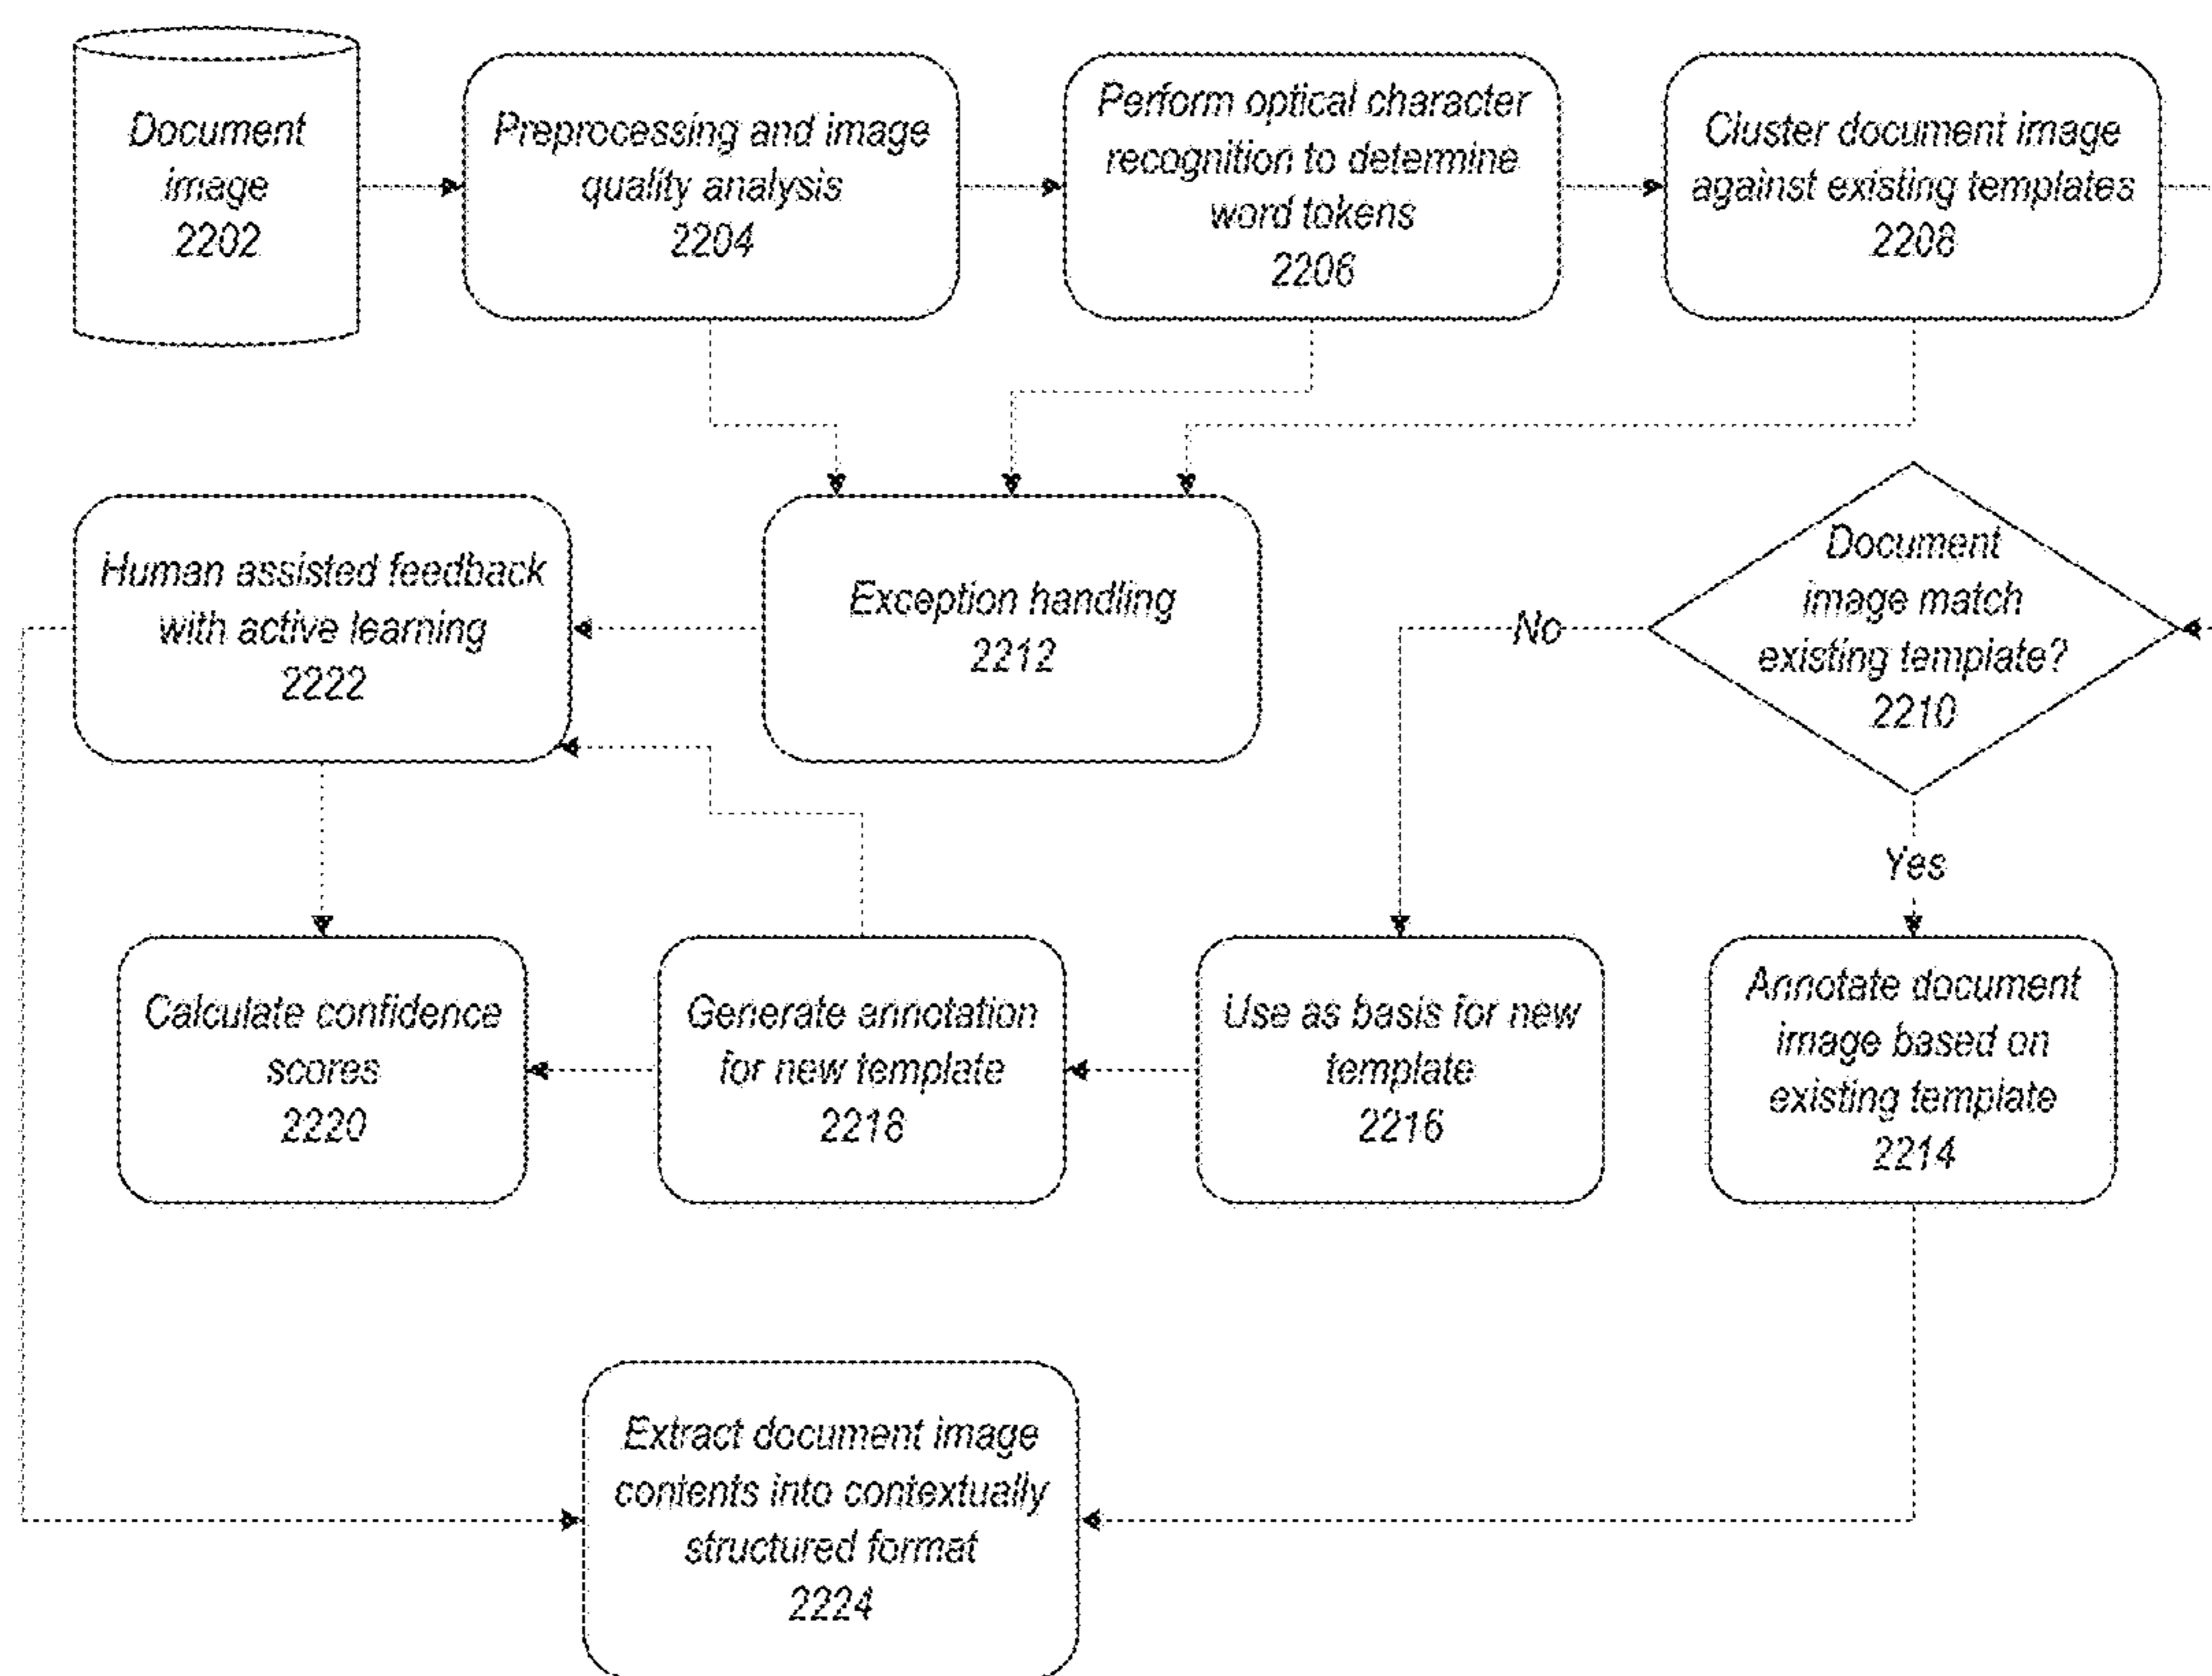 Document
image
2202
Preprocessing and image
quality analysis
2204
Perform optical character
recognition to determine
word tokens
2206
Cluster document image
against existing templates
2208
Human assisted feedback
with active learning
2222
Exception handling
2212
No
Document
image match
existing template?
2210
Yes
Calculate confidence
scores
2220
Generate annotation
for new template
2218
Use as basis for new
template
2216
Annotate document
image based on
existing template
2214
Extract document image
contents into contextually
structured format
2224